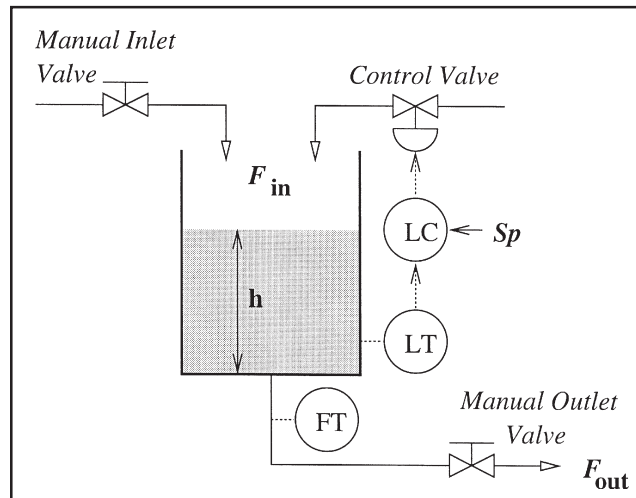 Manual Inlet
Valve
Control Valve
F in
LC
Sp
h
LT
FT
Manual Outlet
Valve
F out